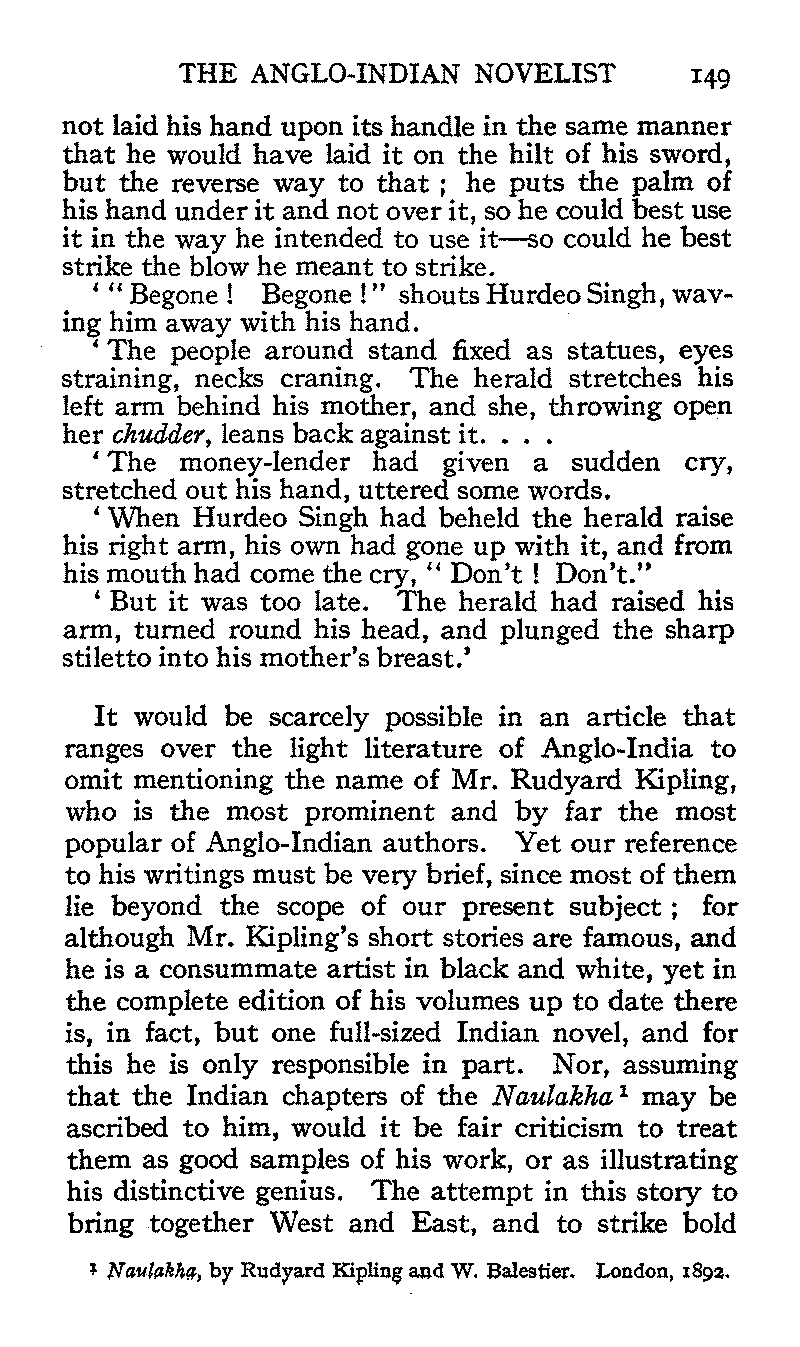 THE ANGLO-INDIAN NOVELIST 149
not laid his hand upon its handle in the same manner
that he would have laid it on the hilt of his sword,
but the reverse way to that ; he puts the palm of
his hand under it and not over it, so he could best use
it in the way he intended to use it—so could he best
strike the blow he meant to strike.
‘ “ Begone ! Begone ! ” shouts Hurdeo Singh, wav-
ing him away with his hand.
‘ The people around stand fixed as statues, eyes
straining, necks craning. The herald stretches his
left arm behind his mother, and she, throwing open
her chudder, leans back against it. . . .
‘ The money-lender had given a sudden cry,
stretched out his hand, uttered some words.
‘ When Hurdeo Singh had beheld the herald raise
his right arm, his own had gone up with it, and from
his mouth had come the cry, “ Don’t ! Don’t.”
‘ But it was too late. The herald had raised his
arm, turned round his head, and plunged the sharp
stiletto into his mother’s breast.’
It would be scarcely possible in an article that
ranges over the light literature of Anglo-India to
omit mentioning the name of Mr. Rudyard Kipling,
who is the most prominent and by far the most
popular of Anglo-Indian authors. Yet our reference
to his writings must be very brief, since most of them
lie beyond the scope of our present subject ; for
although Mr. Kipling’s short stories are famous, and
he is a consummate artist in black and white, yet in
the complete edition of his volumes up to date there
is, in fact, but one full-sized Indian novel, and for
this he is only responsible in part. Nor, assuming
that the Indian chapters of the Naulakha ¹ may be
ascribed to him, would it be fair criticism to treat
them as good samples of his work, or as illustrating
his distinctive genius. The attempt in this story to
bring together West and East, and to strike bold
¹ Naulakha, by Rudyard Kipling and W. Balestier. London, 1892.